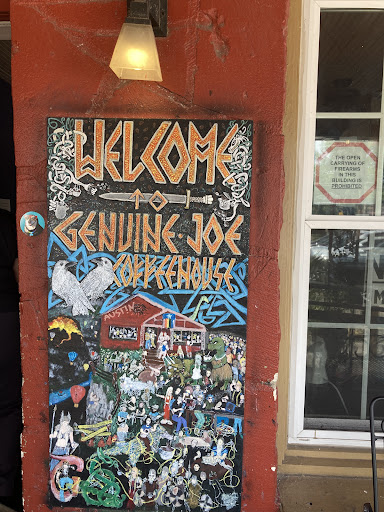 WELCOME
TO
GENUINE JOE
COFFEEHOUSE
AUSTIN
THE OPEN
CARRYING OF
FIREARMS
IN THIS
BUILDING IS
PROHIBITED